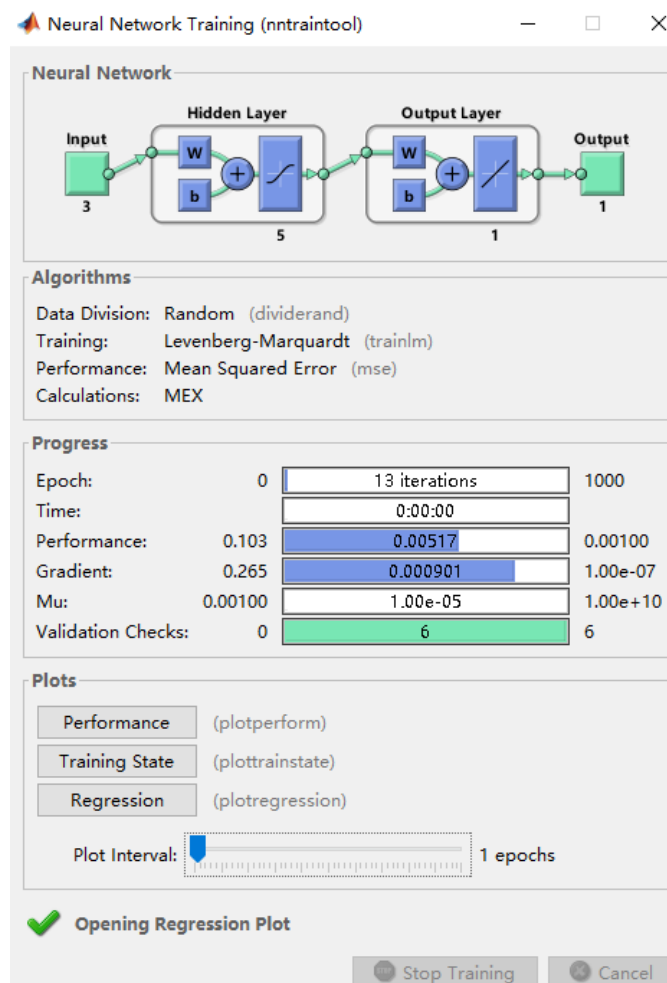 Neural Network Training (nntraintool)
Neural Network
Hidden Layer
Output Layer
Input
Output
W
W
b
b
3
5
1
1
Algorithms
Data Division: Random (dividerand)
Training: Levenberg-Marquardt (trainlm)
Performance: Mean Squared Error (mse)
Calculations: MEX
Progress
Epoch: 0 13 iterations 1000
Time: 0:00:00
Performance: 0.103 0.00517 0.00100
Gradient: 0.265 0.000901 1.00e-07
Mu: 0.00100 1.00e-05 1.00e+10
Validation Checks: 0 6 6
Plots
Performance (plotperform)
Training State (plottrainstate)
Regression (plotregression)
Plot Interval: 1 epochs
Opening Regression Plot
Stop Training
Cancel